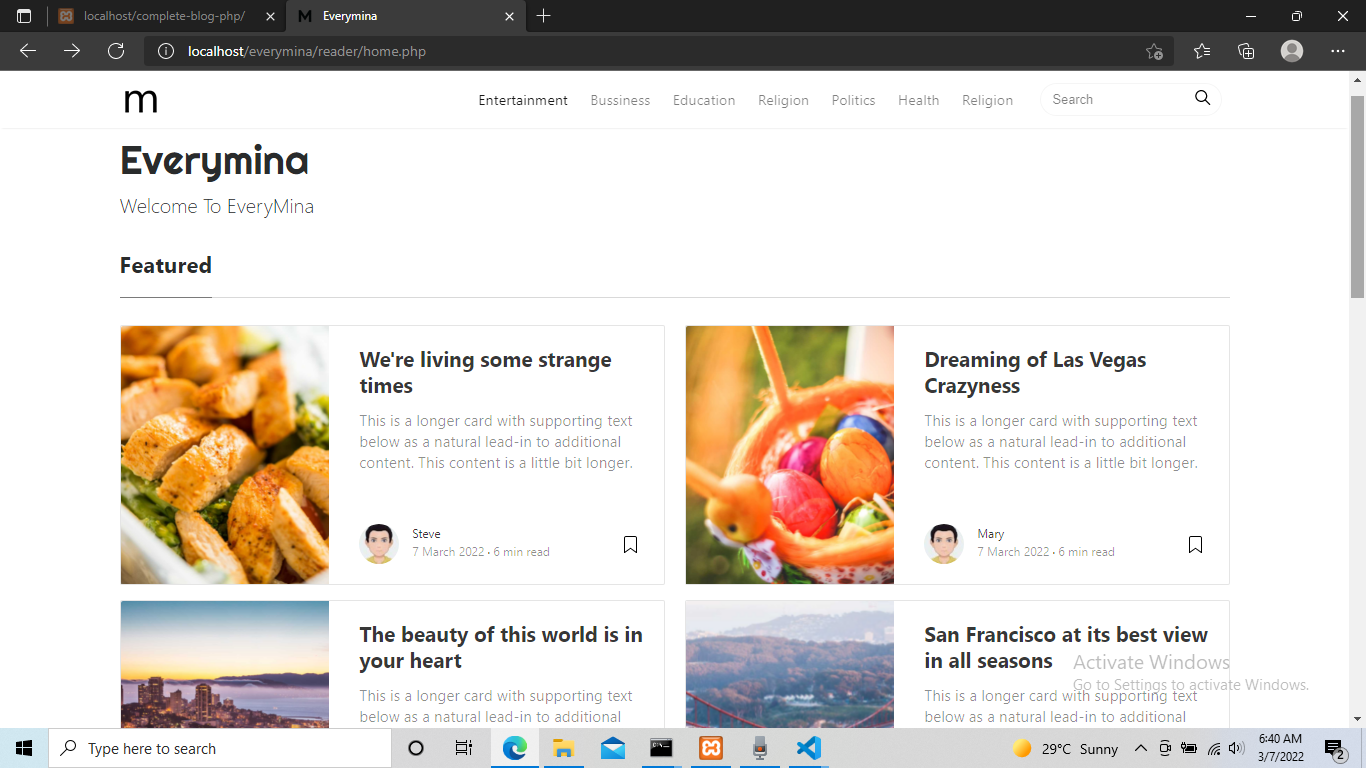 localhost/complete-blog-php/
Everymina
localhost/everymina/reader/home.php
m
Entertainment Bussiness Education Religion Politics Health Religion Search
Everymina
Welcome To EveryMina
Featured
We're living some strange
times
This is a longer card with supporting text
below as a natural lead-in to additional
content. This content is a little bit longer.
Steve
7 March 2022 · 6 min read
Dreaming of Las Vegas
Crazyness
This is a longer card with supporting text
below as a natural lead-in to additional
content. This content is a little bit longer.
Mary
7 March 2022 · 6 min read
The beauty of this world is in
your heart
This is a longer card with supporting text
below as a natural lead-in to additional
San Francisco at its best view
in all seasons
This is a longer card with supporting text
below as a natural lead-in to additional
Activate Windows
Go to Settings to activate Windows.
Type here to search
29°C Sunny
6:40 AM
3/7/2022
2